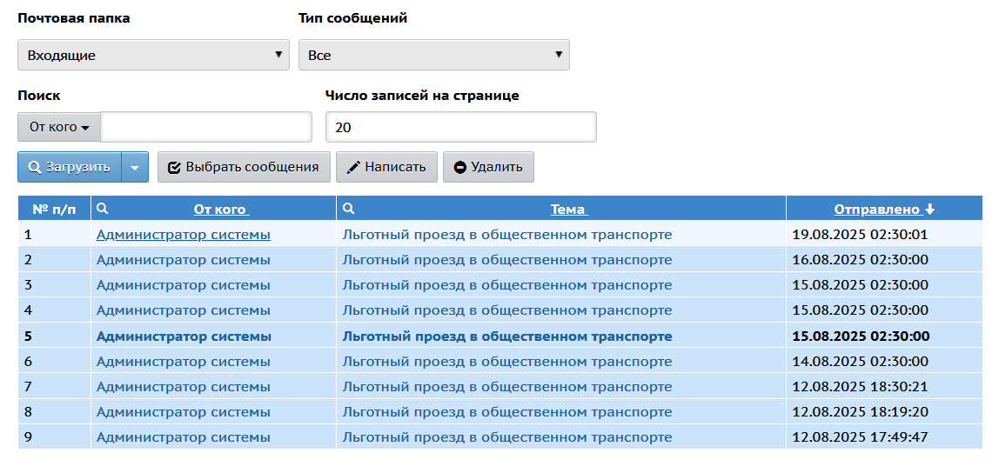 Почтовая папка Тип сообщений
Входящие Все
Поиск Число записей на странице
От кого 20
Загрузить Выбрать сообщения Написать Удалить
№ п/п От кого Тема Отправлено
1 Администратор системы Льготный проезд в общественном транспорте 19.08.2025 02:30:01
2 Администратор системы Льготный проезд в общественном транспорте 16.08.2025 02:30:00
3 Администратор системы Льготный проезд в общественном транспорте 15.08.2025 02:30:00
4 Администратор системы Льготный проезд в общественном транспорте 15.08.2025 02:30:00
5 Администратор системы Льготный проезд в общественном транспорте 15.08.2025 02:30:00
6 Администратор системы Льготный проезд в общественном транспорте 14.08.2025 02:30:00
7 Администратор системы Льготный проезд в общественном транспорте 12.08.2025 18:30:21
8 Администратор системы Льготный проезд в общественном транспорте 12.08.2025 18:19:20
9 Администратор системы Льготный проезд в общественном транспорте 12.08.2025 17:49:47